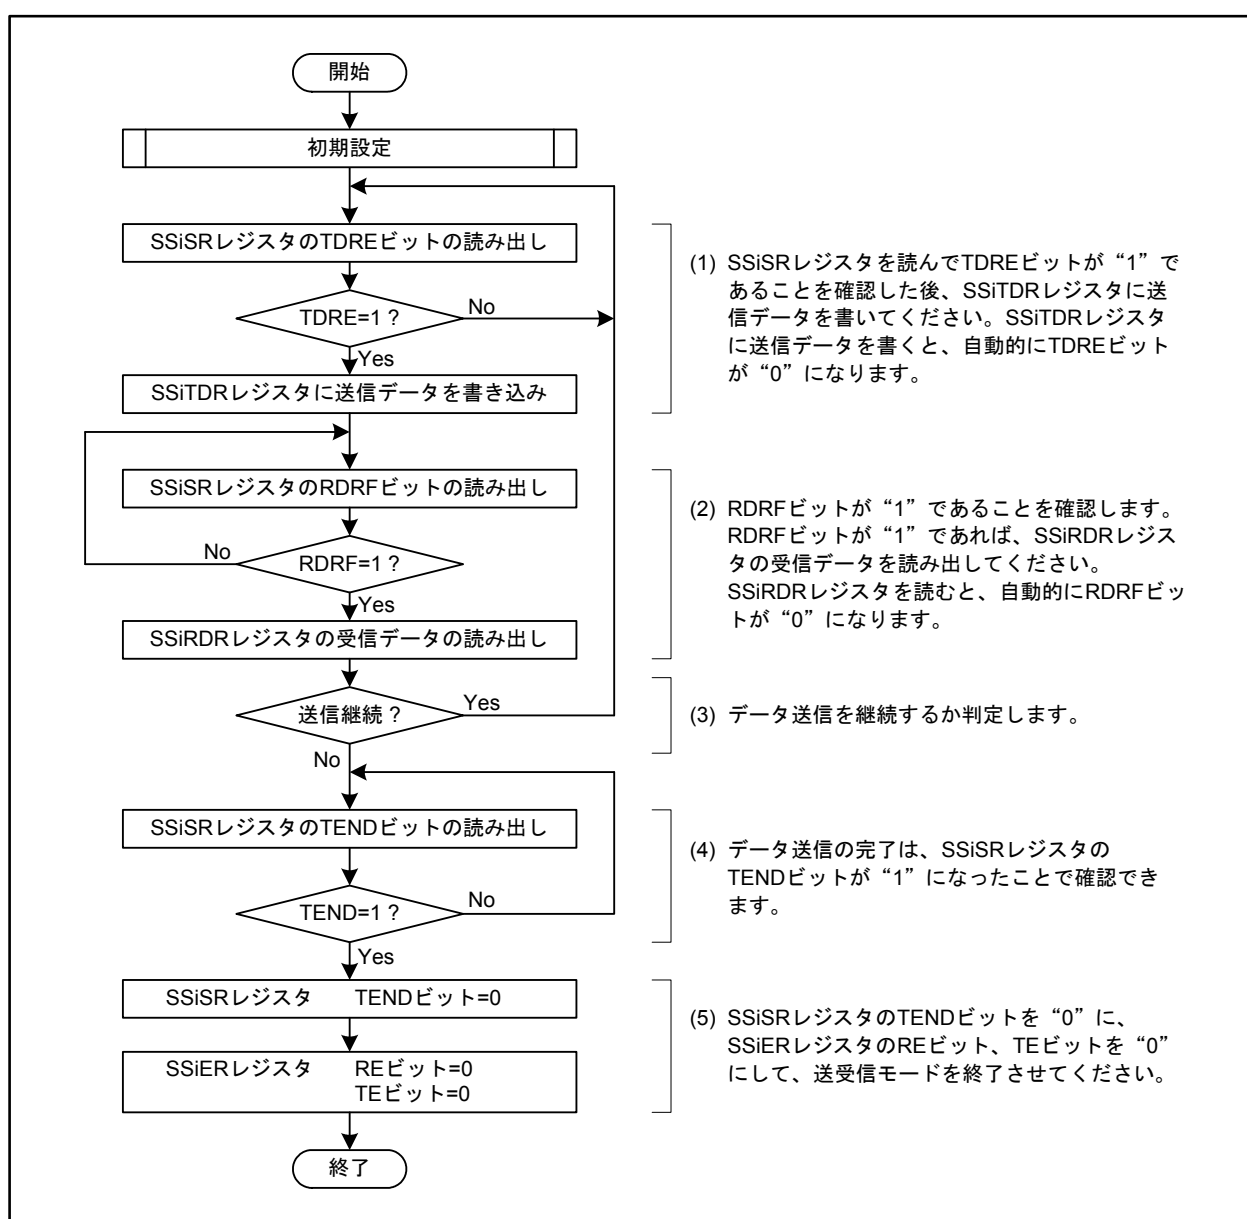 開始
初期設定
SSiSRレジスタのTDREビットの読み出し
TDRE=1？
No
Yes
SSiTDRレジスタに送信データを書き込み
(1) SSiSRレジスタを読んでTDREビットが“1”で
あることを確認した後、SSiTDRレジスタに送
信データを書いてください。SSiTDRレジスタ
に送信データを書くと、自動的にTDREビット
が“0”になります。
SSiSRレジスタのRDRFビットの読み出し
No
RDRF=1？
Yes
SSiRDRレジスタの受信データの読み出し
(2) RDRFビットが“1”であることを確認します。
RDRFビットが“1”であれば、SSiRDRレジス
タの受信データを読み出してください。
SSiRDRレジスタを読むと、自動的にRDRFビッ
トが“0”になります。
送信継続？
Yes
No
(3) データ送信を継続するか判定します。
SSiSRレジスタのTENDビットの読み出し
TEND=1？
No
Yes
(4) データ送信の完了は、SSiSRレジスタの
TENDビットが“1”になったことで確認でき
ます。
SSiSRレジスタ TENDビット=0
SSiERレジスタ REビット=0
TEビット=0
(5) SSiSRレジスタのTENDビットを“0”に、
SSiERレジスタのREビット、TEビットを“0”
にして、送受信モードを終了させてください。
終了